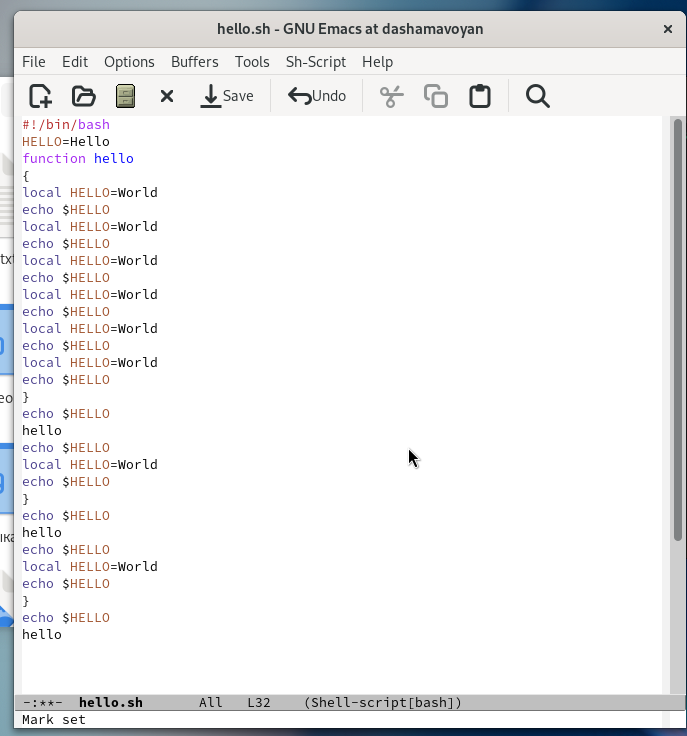 hello.sh - GNU Emacs at dashamavoyan
File Edit Options Buffers Tools Sh-Script Help
Save Undo
#!/bin/bash
HELLO=Hello
function hello
{
local HELLO=World
echo $HELLO
local HELLO=World
echo $HELLO
local HELLO=World
echo $HELLO
local HELLO=World
echo $HELLO
local HELLO=World
echo $HELLO
local HELLO=World
echo $HELLO
}
echo $HELLO
hello
echo $HELLO
local HELLO=World
echo $HELLO
}
echo $HELLO
hello
echo $HELLO
local HELLO=World
echo $HELLO
}
echo $HELLO
hello
-:**- hello.sh All L32 (Shell-script[bash])
Mark set